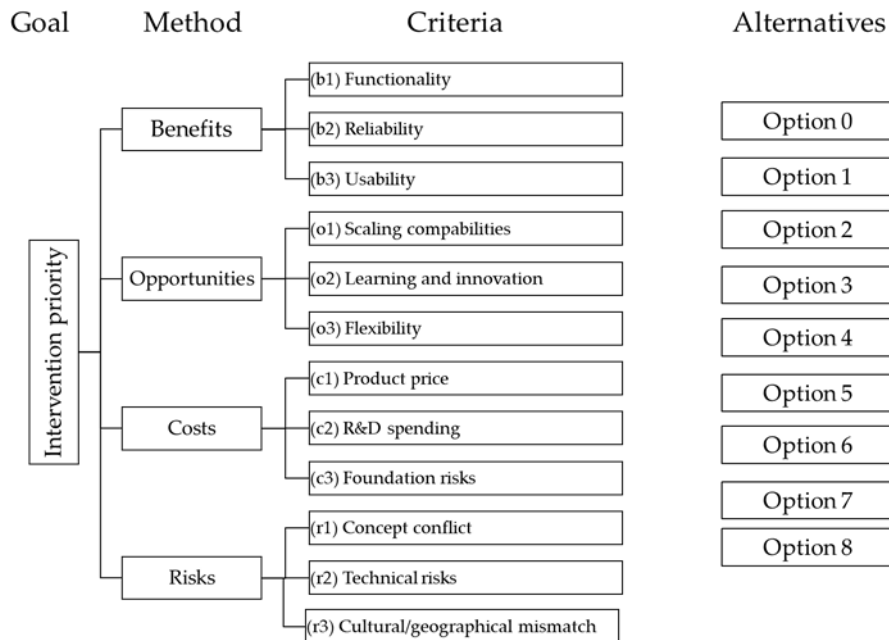 Goal Method Criteria Alternatives
Intervention priority
Benefits
(b1) Functionality
(b2) Reliability
(b3) Usability
Opportunities
(o1) Scaling compabilities
(o2) Learning and innovation
(o3) Flexibility
Costs
(c1) Product price
(c2) R&D spending
(c3) Foundation risks
Risks
(r1) Concept conflict
(r2) Technical risks
(r3) Cultural/geographical mismatch
Option 0
Option 1
Option 2
Option 3
Option 4
Option 5
Option 6
Option 7
Option 8